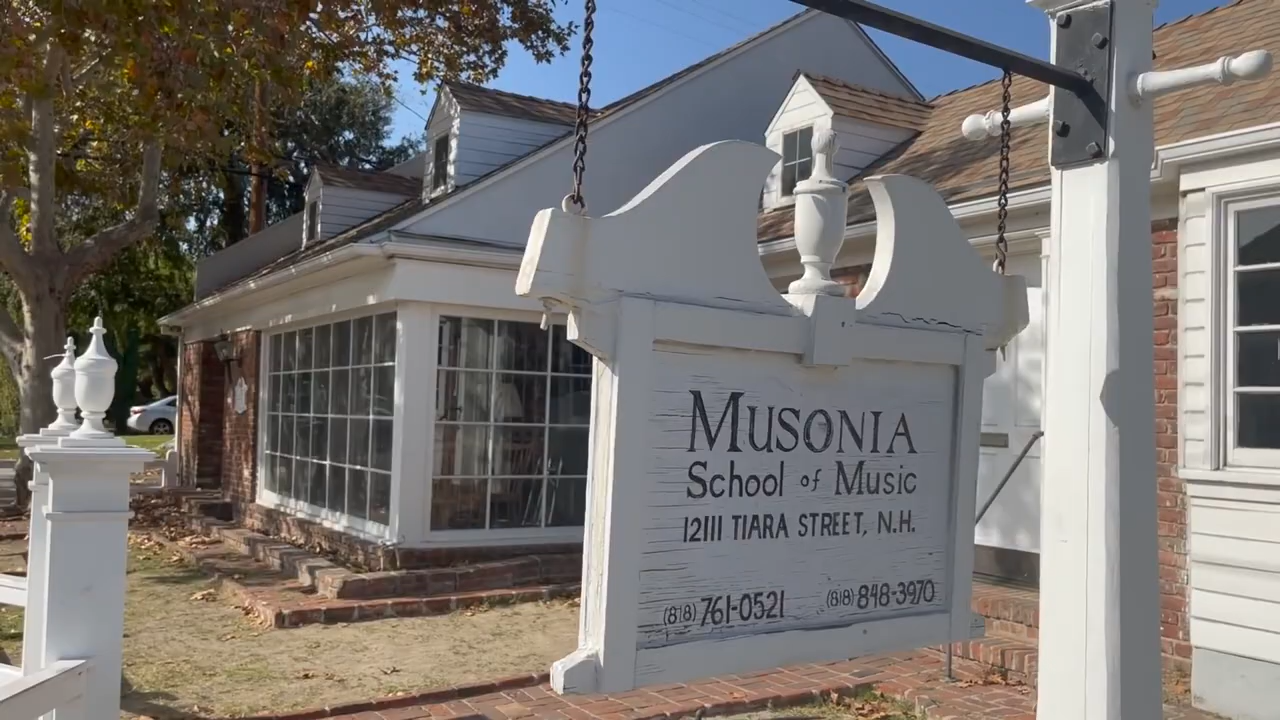 MUSONIA
School of Music
12111 TIARA STREET, N.H.
(818) 761-0521 (818) 848-3970